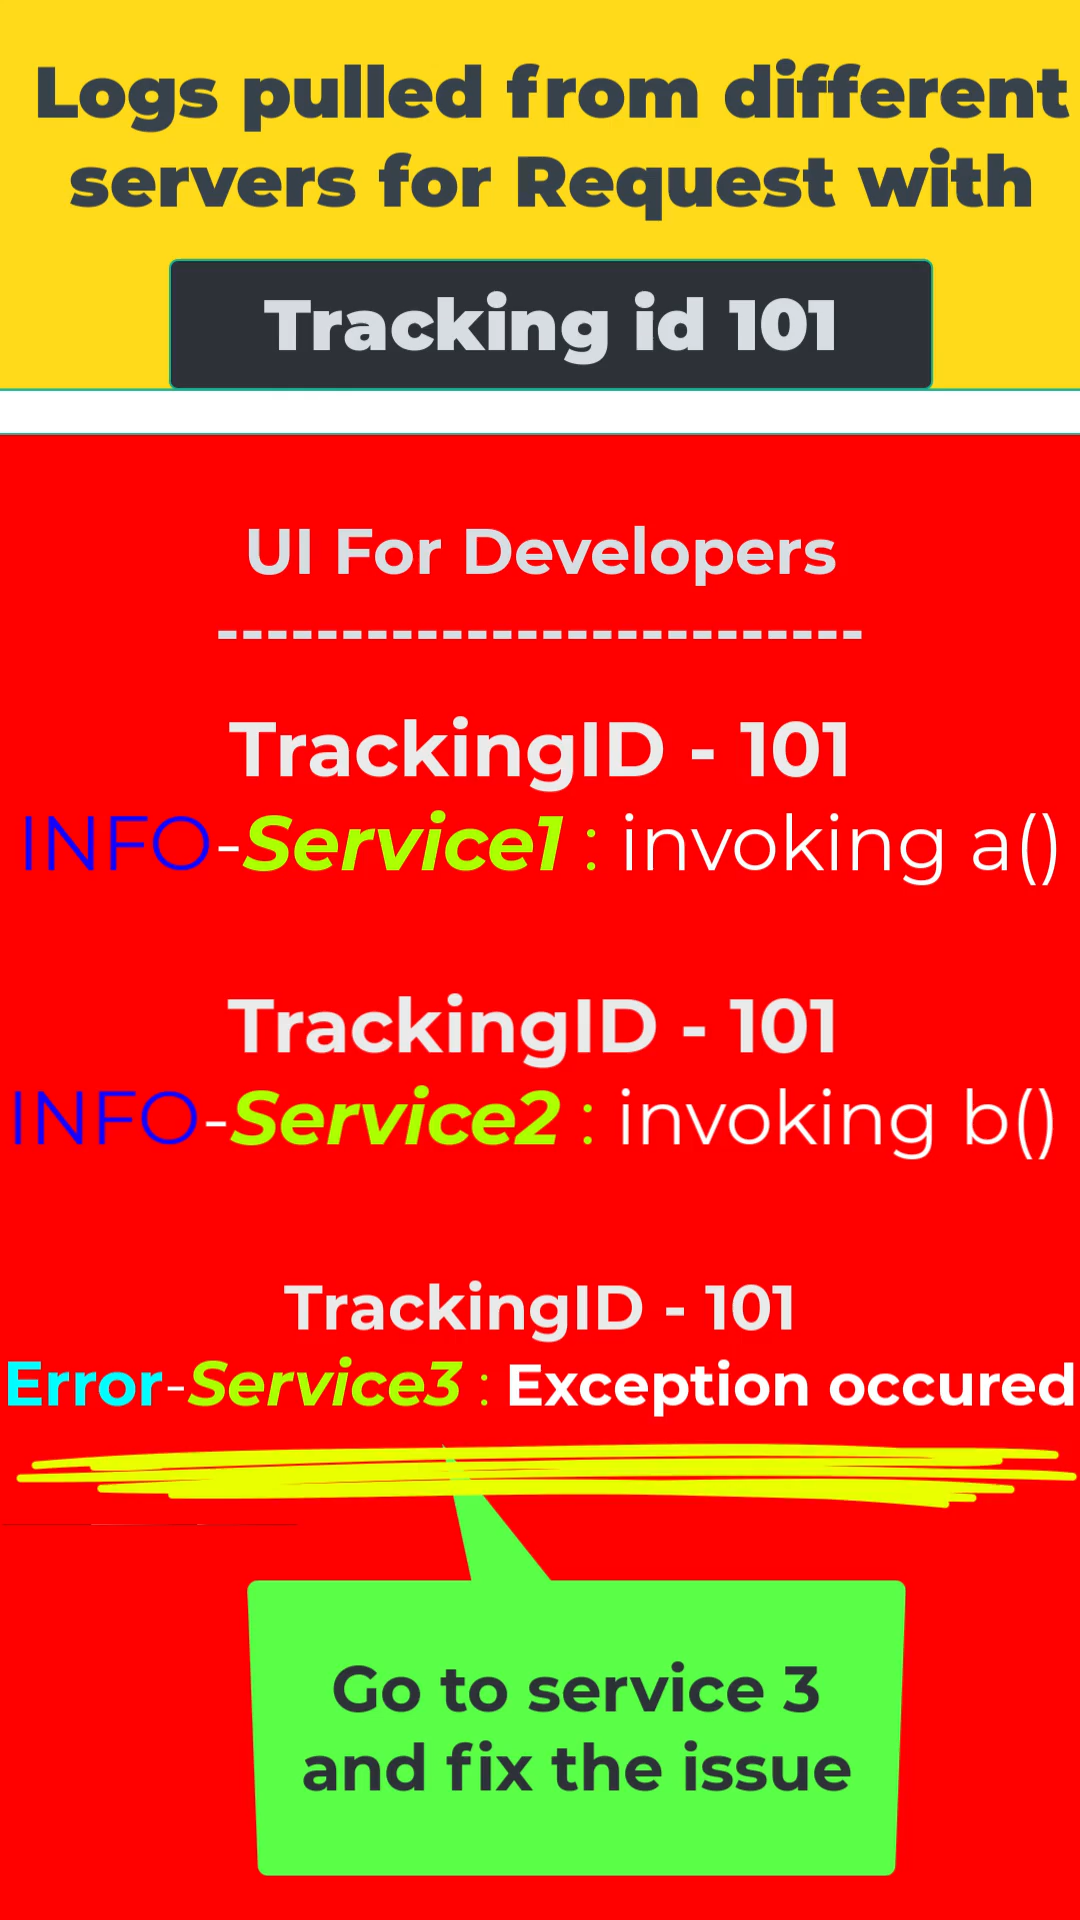 Logs pulled from different
servers for Request with
Tracking id 101
UI For Developers
--------------------------
TrackingID - 101
INFO-Service1 : invoking a()
TrackingID - 101
INFO-Service2 : invoking b()
TrackingID - 101
Error-Service3 : Exception occured
Go to service 3
and fix the issue